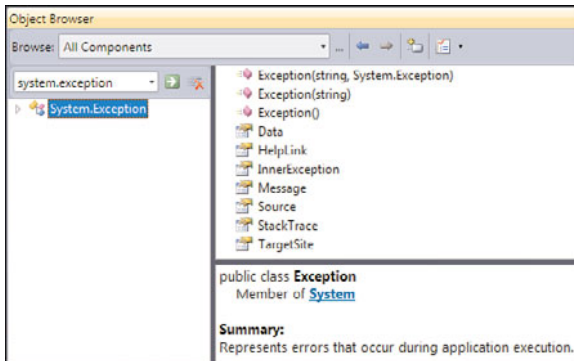 Object Browser
Browse: All Components ...
system.exception
System.Exception
Exception(string, System.Exception)
Exception(string)
Exception()
Data
HelpLink
InnerException
Message
Source
StackTrace
TargetSite
public class Exception
Member of System
Summary:
Represents errors that occur during application execution.